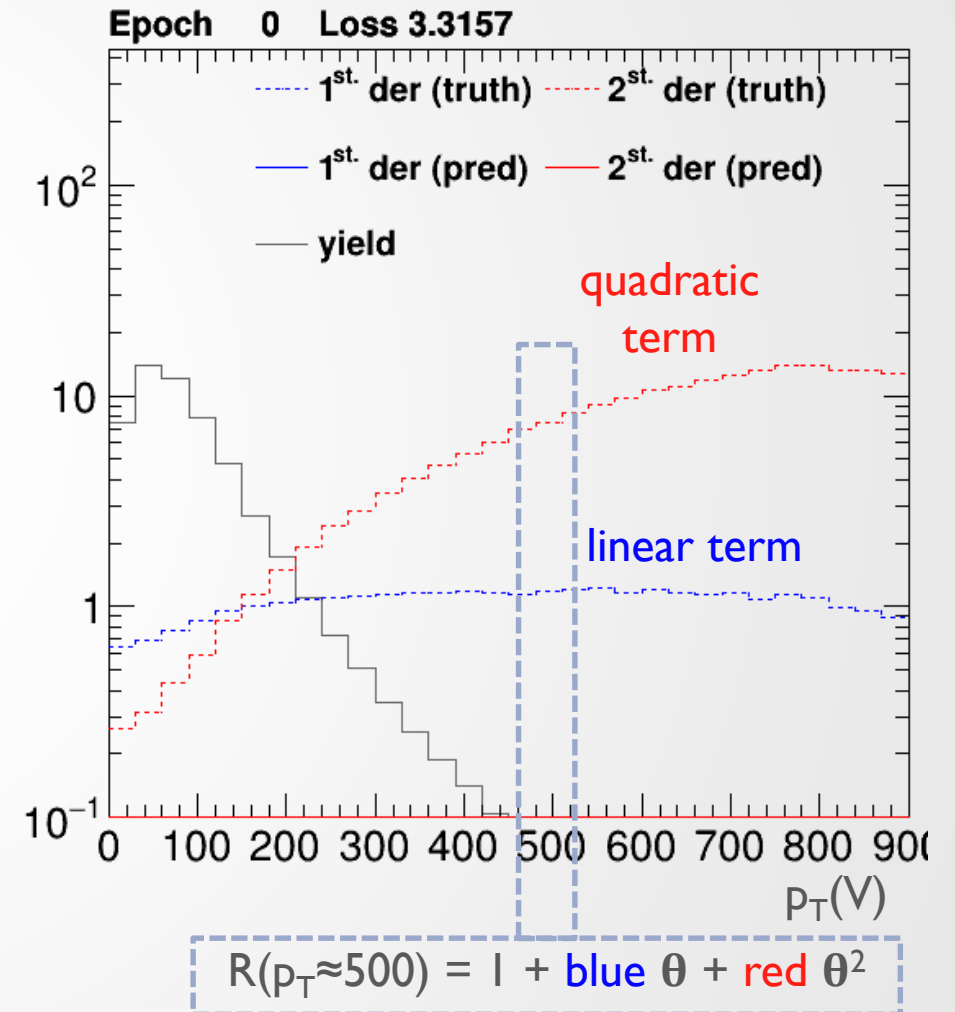 Epoch 0 Loss 3.3157
1st. der (truth) 2st. der (truth)
1st. der (pred) 2st. der (pred)
yield
10²
10
1
10⁻¹
quadratic
term
linear term
0 100 200 300 400 500 600 700 800 900
p_T(V)
R(p_T≈500) = 1 + blue θ + red θ²